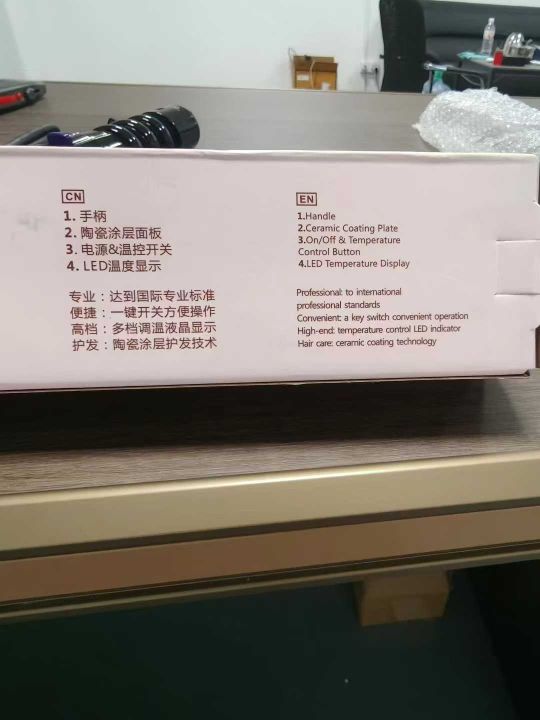 CN
1. 手柄
2. 陶瓷涂层面板
3. 电源&温控开关
4. LED温度显示
专业：达到国际专业标准
便捷：一键开关方便操作
高档：多档调温液晶显示
护发：陶瓷涂层护发技术
EN
1.Handle
2.Ceramic Coating Plate
3.On/Off & Temperature
Control Button
4.LED Temperature Display
Professional: to international
professional standards
Convenient: a key switch convenient operation
High-end: temperature control LED indicator
Hair care: ceramic coating technology